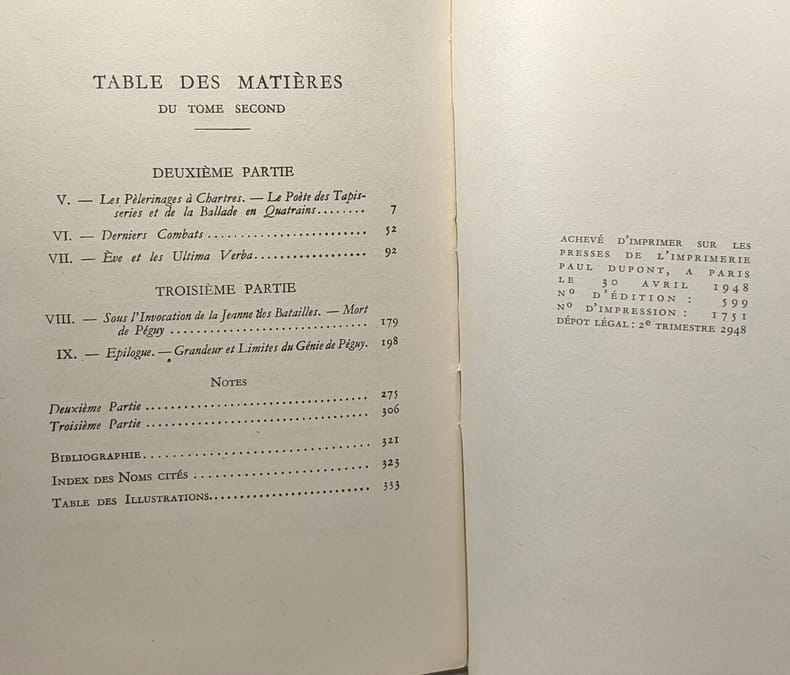 TABLE DES MATIÈRES
DU TOME SECOND
DEUXIÈME PARTIE
V. — Les Pèlerinages à Chartres. — Le Poète des Tapis-
series et de la Ballade en Quatrains........ 7
VI. — Derniers Combats ......................... 52
VII. — Ève et les Ultima Verba.................. 92
TROISIÈME PARTIE
VIII. — Sous l'Invocation de la Jeanne des Batailles. — Mort
de Péguy ............................... 179
IX. — Epilogue. — Grandeur et Limites du Génie de Péguy. 198
NOTES
Deuxième Partie ................................... 275
Troisième Partie ................................... 306
BIBLIOGRAPHIE.................................... 321
INDEX DES NOMS CITÉS ............................ 323
TABLE DES ILLUSTRATIONS......................... 333
ACHEVÉ D'IMPRIMER SUR LES
PRESSES DE L'IMPRIMERIE
PAUL DUPONT, A PARIS
LE 30 AVRIL 1948
Nº D'ÉDITION : 599
Nº D'IMPRESSION : 1751
DÉPOT LÉGAL : 2e TRIMESTRE 2948